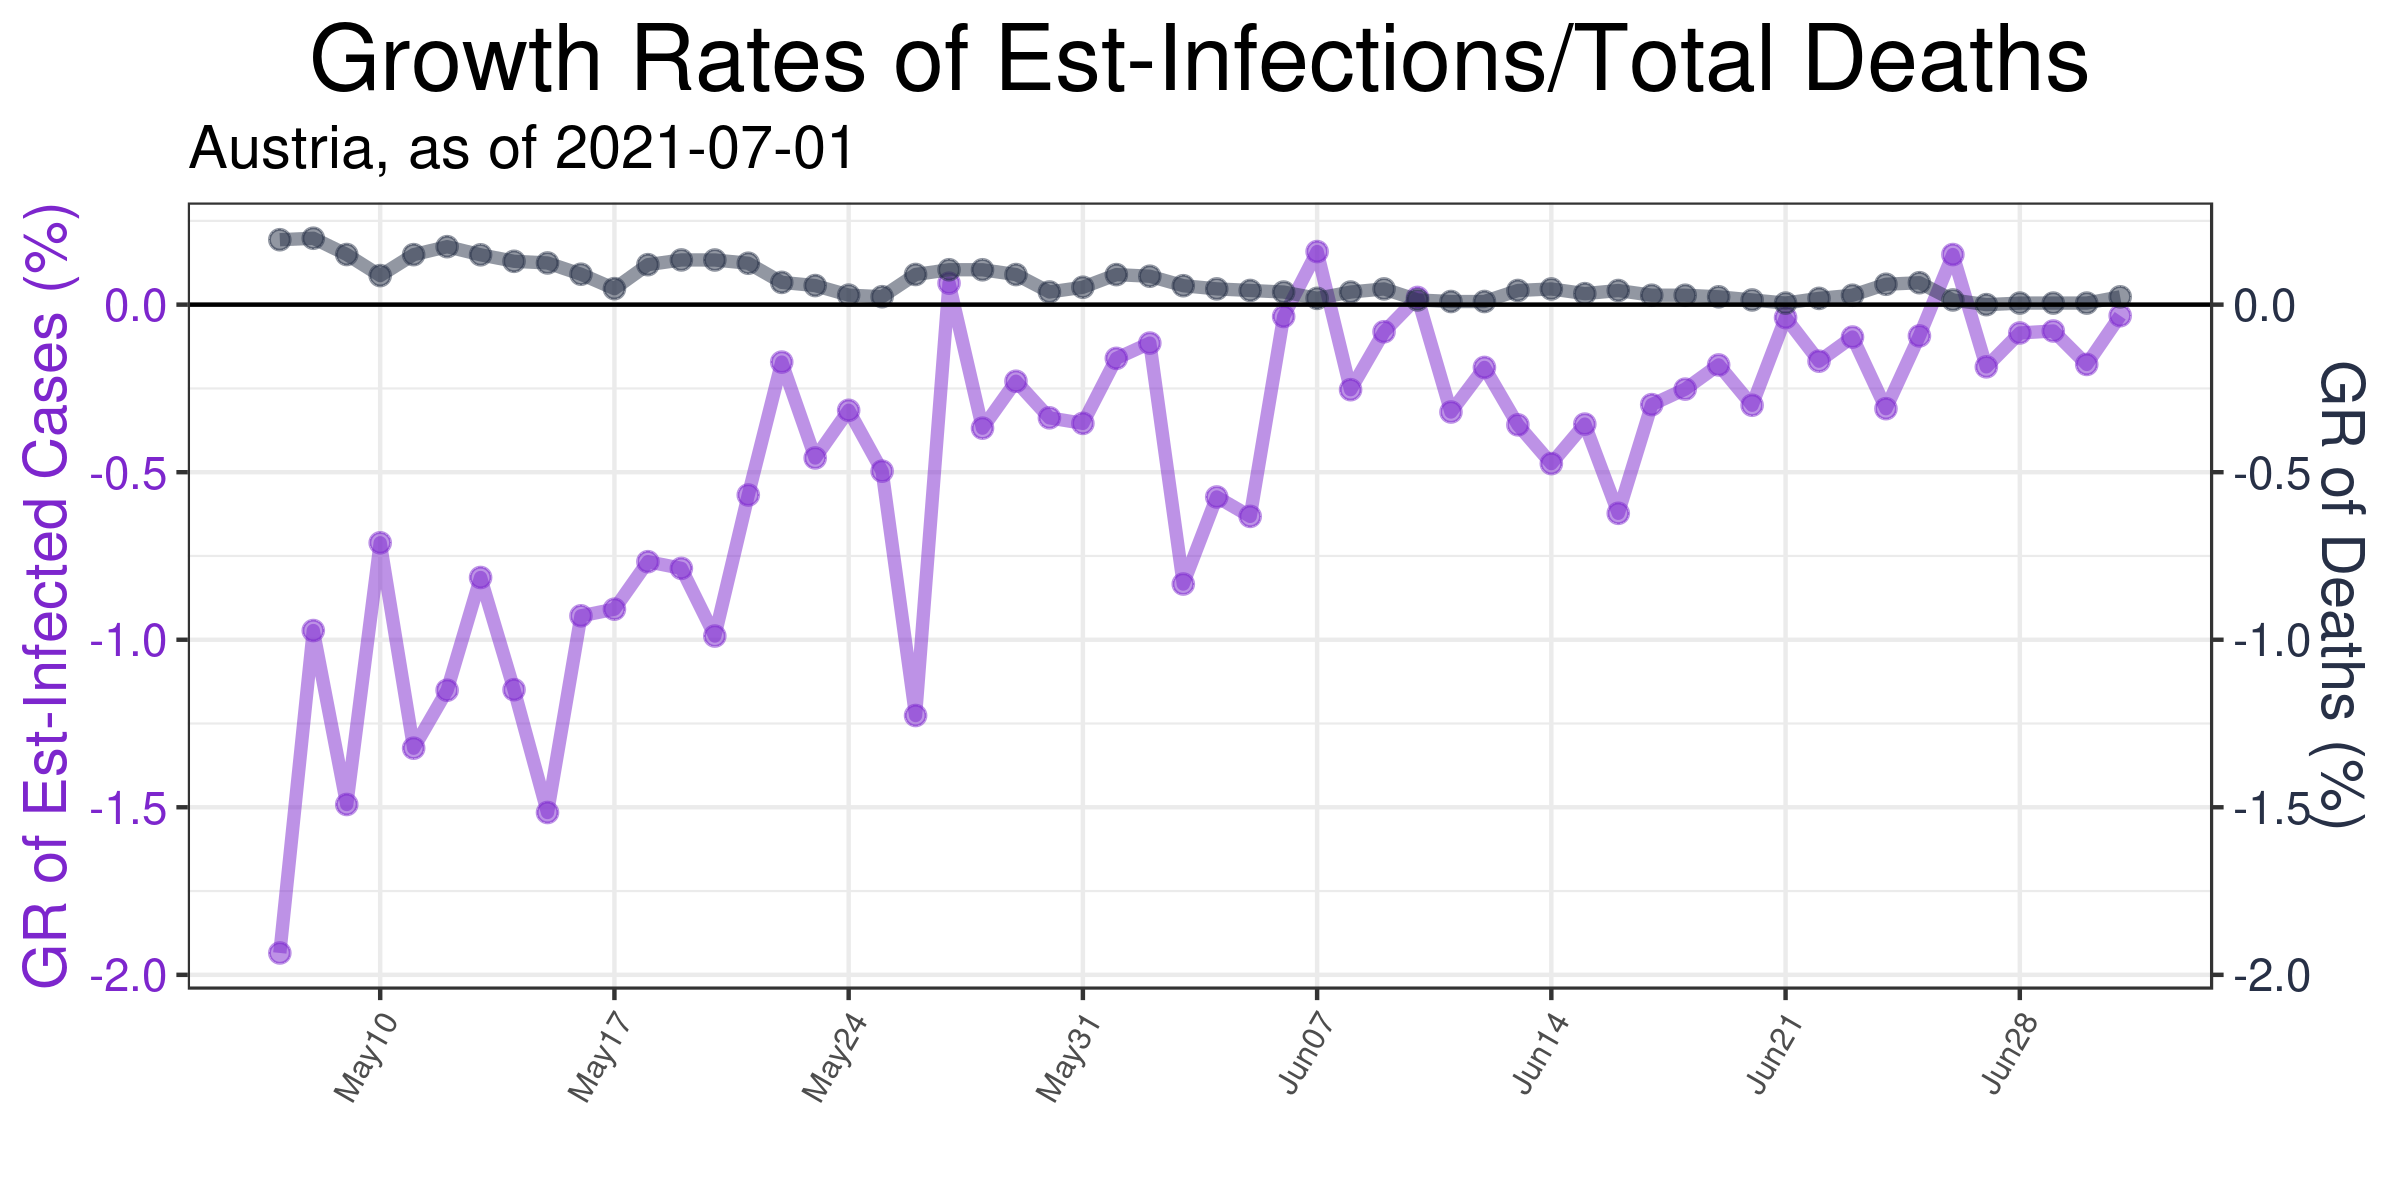 Growth Rates of Est-Infections/Total Deaths
Austria, as of 2021-07-01
GR of Est-Infected Cases (%)
0.0
-0.5
-1.0
-1.5
-2.0
0.0
-0.5
-1.0
-1.5
-2.0
GR of Deaths (%)
May10
May17
May24
May31
Jun07
Jun14
Jun21
Jun28